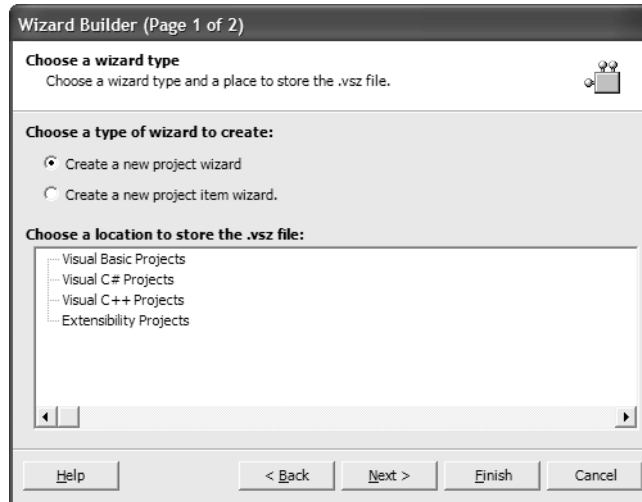 Wizard Builder (Page 1 of 2)
Choose a wizard type
Choose a wizard type and a place to store the .vsz file.
Choose a type of wizard to create:
Create a new project wizard
Create a new project item wizard.
Choose a location to store the .vsz file:
Visual Basic Projects
Visual C# Projects
Visual C++ Projects
Extensibility Projects
Help
< Back
Next >
Finish
Cancel